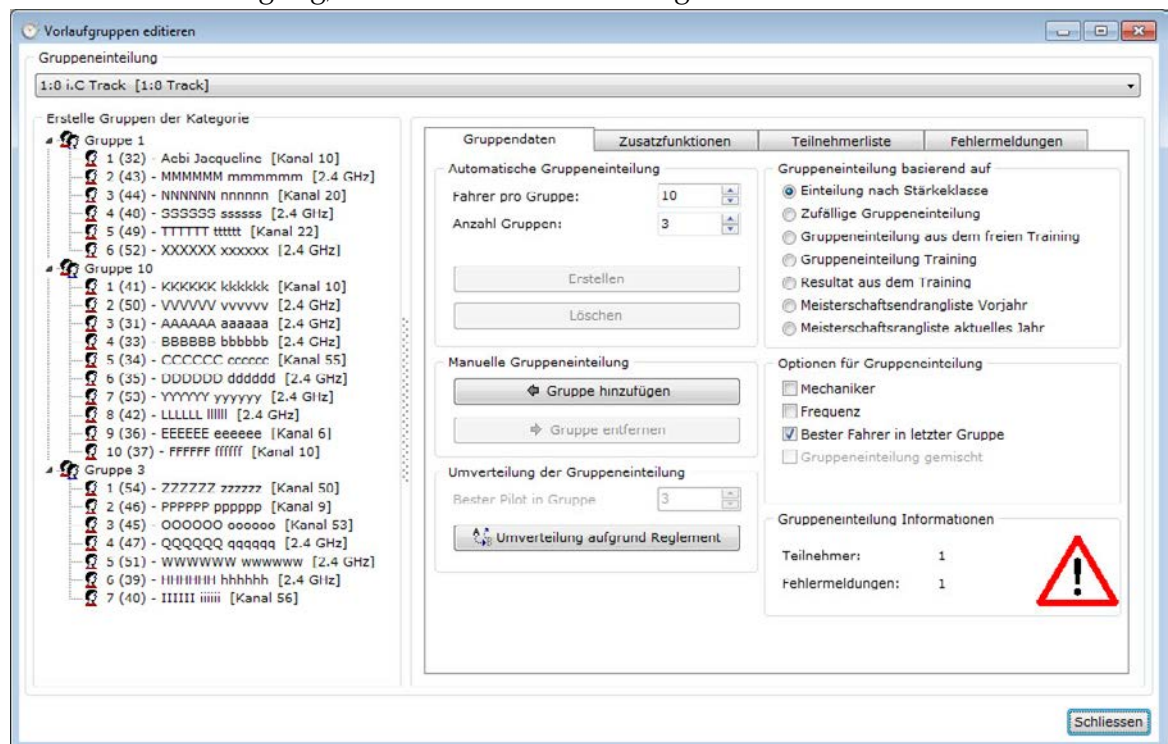 Vorlaufgruppen editieren
Gruppeneinteilung
1:8 i.C Track [1:8 Track]
Erstelle Gruppen der Kategorie
Gruppe 1
1 (32) - Aebi Jacqueline [Kanal 10]
2 (43) - MMMMMM mmmmmm [2.4 GHz]
3 (44) - NNNNNN nnnnnn [Kanal 20]
4 (48) - SSSSSS ssssss [2.4 GHz]
5 (49) - TTTTTT tttttt [Kanal 22]
6 (52) - XXXXXX xxxxxx [2.4 GHz]
Gruppe 10
1 (41) - KKKKKK kkkkkk [Kanal 10]
2 (50) - VVVVVV vvvvvv [2.4 GHz]
3 (31) - AAAAAA aaaaaa [2.4 GHz]
4 (33) - BBBBBB bbbbbb [2.4 GHz]
5 (34) - CCCCCC cccccc [Kanal 55]
6 (35) - DDDDDD dddddd [2.4 GHz]
7 (53) - YYYYYY yyyyyy [2.4 GHz]
8 (42) - LLLLLL llllll [2.4 GHz]
9 (36) - EEEEEE eeeeee [Kanal 6]
10 (37) - FFFFFF ffffff [Kanal 10]
Gruppe 3
1 (54) - ZZZZZZ zzzzzz [Kanal 50]
2 (46) - PPPPPP pppppp [Kanal 9]
3 (45) - OOOOOO oooooo [Kanal 53]
4 (47) - QQQQQQ qqqqqq [2.4 GHz]
5 (51) - WWWWWW wwwwww [2.4 GHz]
6 (39) - HHHHHH hhhhhh [2.4 GHz]
7 (40) - IIIIII iiiiii [Kanal 56]
Gruppendaten
Zusatzfunktionen
Teilnehmerliste
Fehlermeldungen
Automatische Gruppeneinteilung
Fahrer pro Gruppe: 10
Anzahl Gruppen: 3
Erstellen
Löschen
Manuelle Gruppeneinteilung
Gruppe hinzufügen
Gruppe entfernen
Umverteilung der Gruppeneinteilung
Bester Pilot in Gruppe 3
Umverteilung aufgrund Reglement
Gruppeneinteilung basierend auf
Einteilung nach Stärkeklasse
Zufällige Gruppeneinteilung
Gruppeneinteilung aus dem freien Training
Gruppeneinteilung Training
Resultat aus dem Training
Meisterschaftsendrangliste Vorjahr
Meisterschaftsrangliste aktuelles Jahr
Optionen für Gruppeneinteilung
Mechaniker
Frequenz
Bester Fahrer in letzter Gruppe
Gruppeneinteilung gemischt
Gruppeneinteilung Informationen
Teilnehmer: 1
Fehlermeldungen: 1
Schliessen